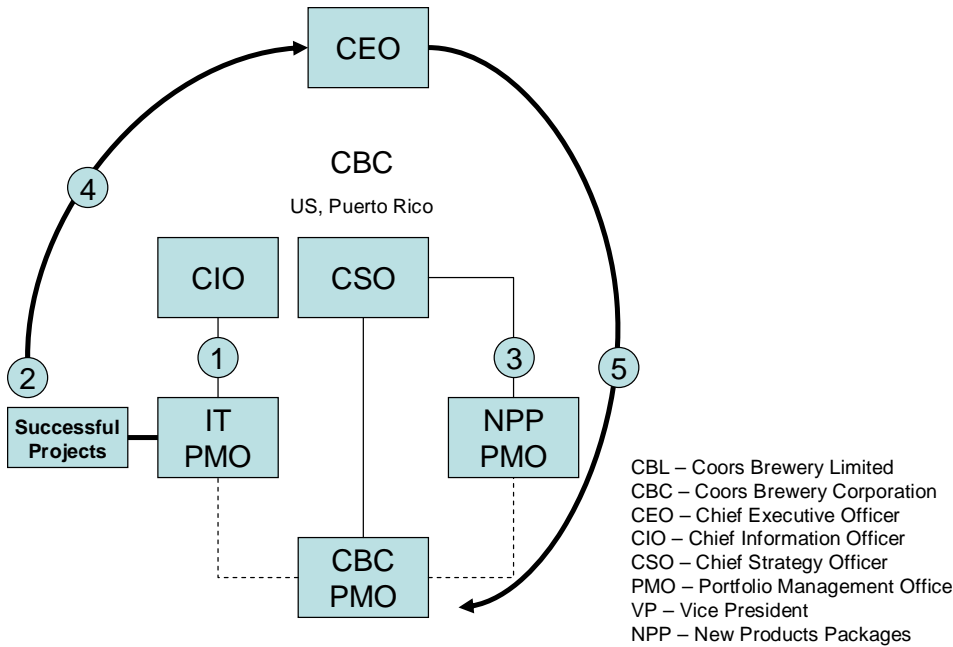 CEO
CBC
US, Puerto Rico
4
CIO
CSO
1
3
5
2
Successful
Projects
IT
PMO
NPP
PMO
CBC
PMO
CBL – Coors Brewery Limited
CBC – Coors Brewery Corporation
CEO – Chief Executive Officer
CIO – Chief Information Officer
CSO – Chief Strategy Officer
PMO – Portfolio Management Office
VP – Vice President
NPP – New Products Packages